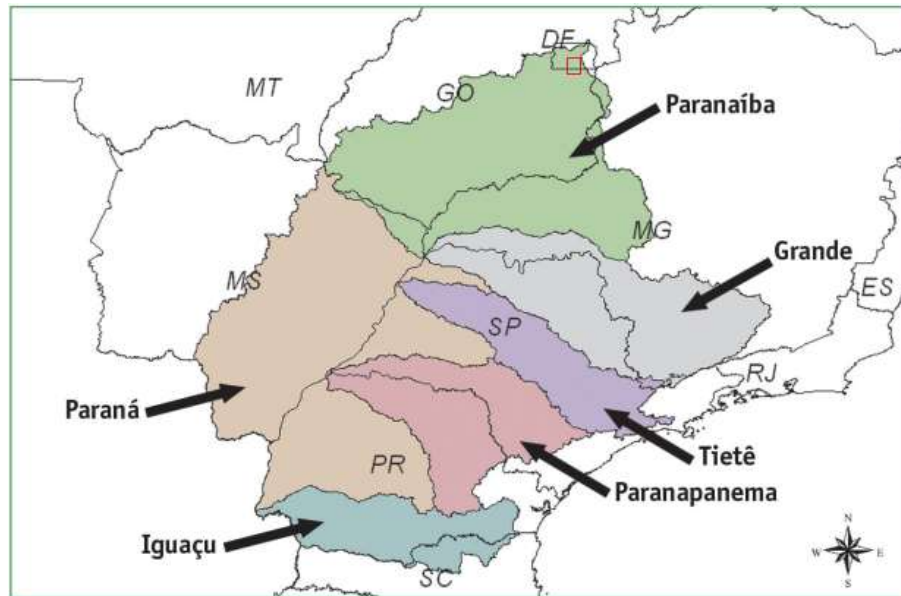 DF
MT
GO
Paranaíba
MG
Grande
MS
ES
SP
RJ
Paraná
Tietê
PR
Paranapanema
Iguaçu
SC
N
W E
S